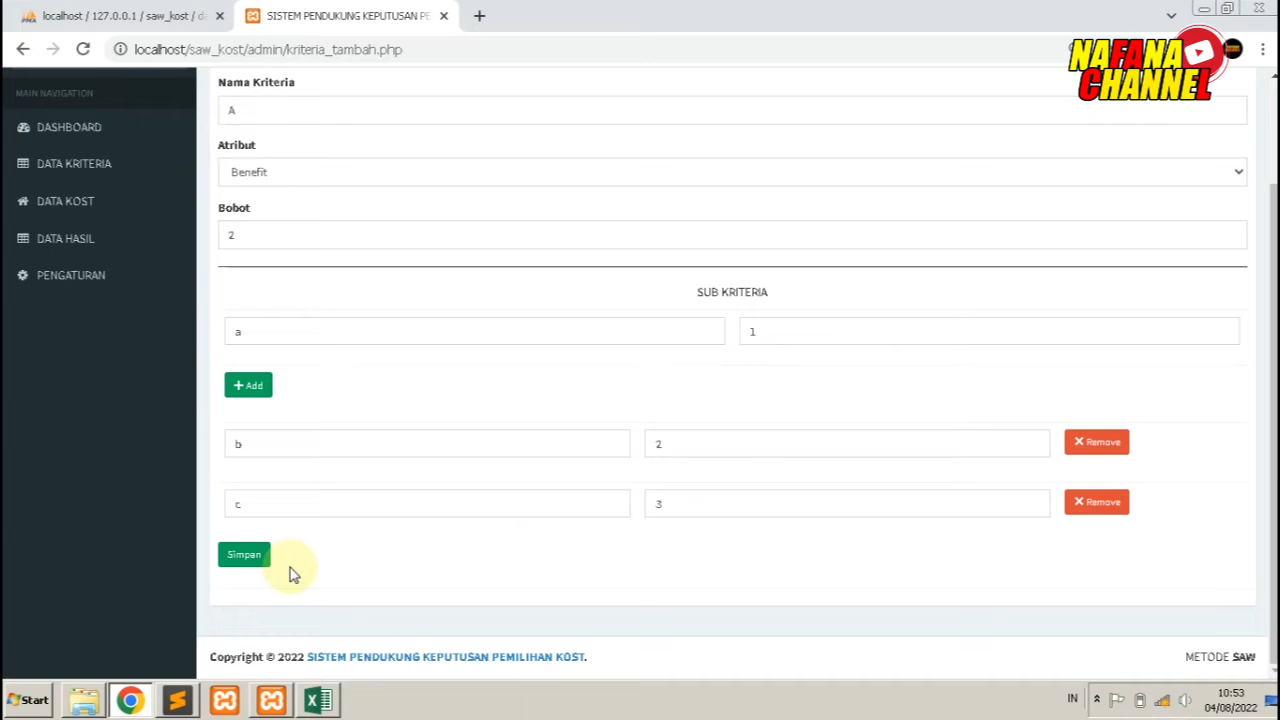 localhost / 127.0.0.1 / saw_kost / d
SISTEM PENDUKUNG KEPUTUSAN PE
localhost/saw_kost/admin/kriteria_tambah.php
NAFANA
CHANNEL
MAIN NAVIGATION
DASHBOARD
DATA KRITERIA
DATA KOST
DATA HASIL
PENGATURAN
Nama Kriteria
A
Atribut
Benefit
Bobot
2
SUB KRITERIA
a 1
+ Add
b 2 Remove
c 3 Remove
Simpan
Copyright © 2022 SISTEM PENDUKUNG KEPUTUSAN PEMILIHAN KOST. METODE SAW
Start IN 10:53
04/08/2022